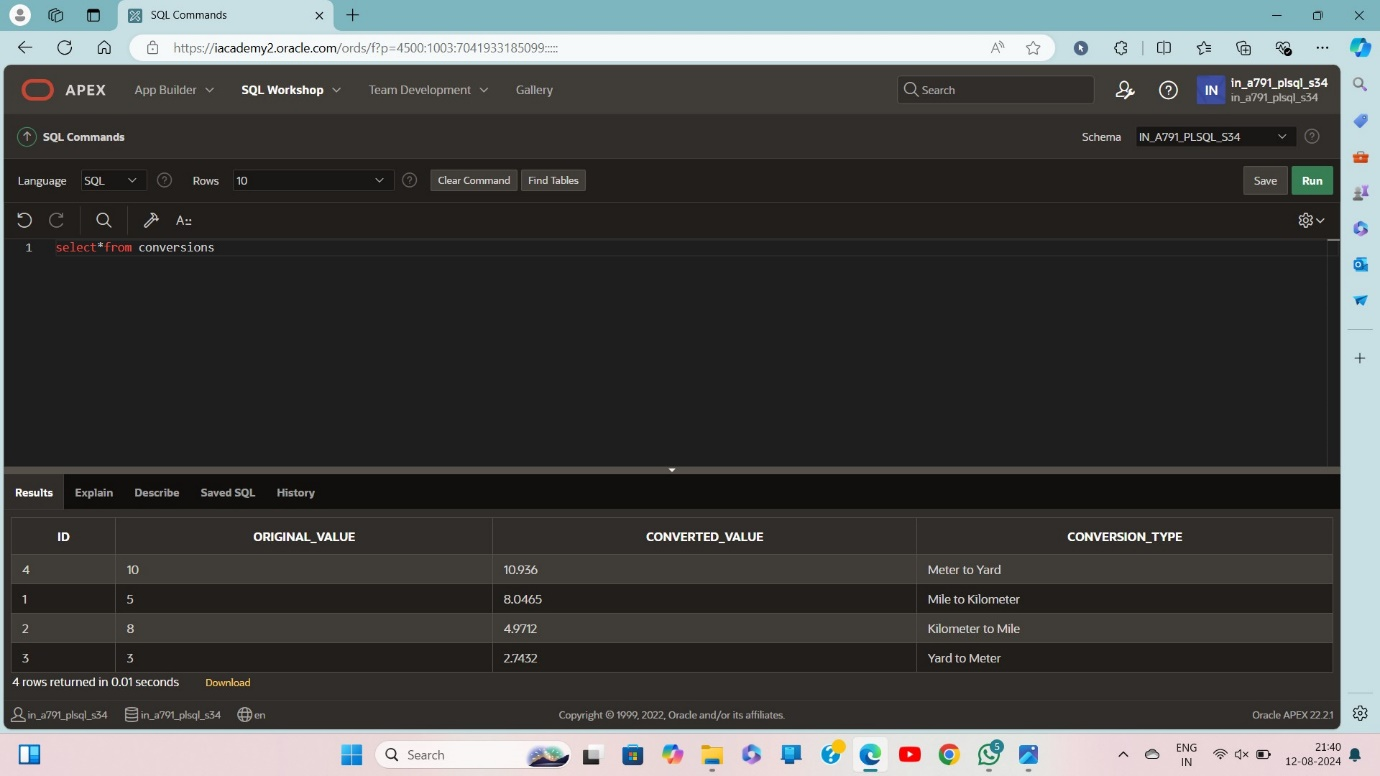 SQL Commands
https://iacademy2.oracle.com/ords/f?p=4500:1003:7041933185099:::::
APEX App Builder SQL Workshop Team Development Gallery Search IN in_a791_plsql_s34
in_a791_plsql_s34
SQL Commands Schema IN_A791_PLSQL_S34
Language SQL Rows 10 Clear Command Find Tables Save Run
A::
1 select*from conversions
Results Explain Describe Saved SQL History
ID ORIGINAL_VALUE CONVERTED_VALUE CONVERSION_TYPE
4 10 10.936 Meter to Yard
1 5 8.0465 Mile to Kilometer
2 8 4.9712 Kilometer to Mile
3 3 2.7432 Yard to Meter
4 rows returned in 0.01 seconds Download
in_a791_plsql_s34 in_a791_plsql_s34 en Copyright © 1999, 2022, Oracle and/or its affiliates. Oracle APEX 22.2.1
Search 5 ENG 21:40
IN 12-08-2024